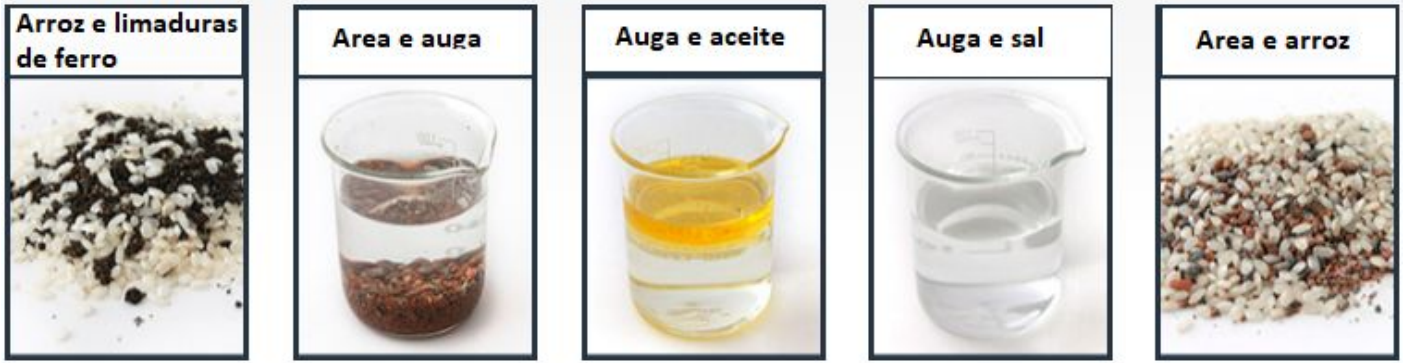 Arroz e limaduras
de ferro
Area e auga
Auga e aceite
Auga e sal
Area e arroz